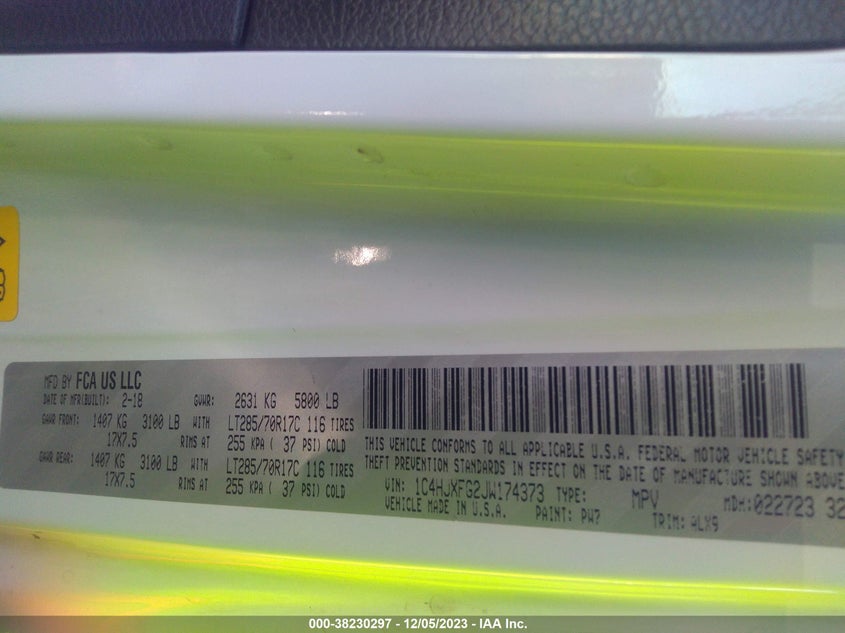 MFD BY FCA US LLC
DATE OF MFR(BUILT): 2-18 GVWR: 2631 KG 5800 LB
GAWR FRONT: 1407 KG 3100 LB WITH LT285/70R17C 116 TIRES
17X7.5 RIMS AT 255 KPA ( 37 PSI) COLD
GAWR REAR: 1407 KG 3100 LB WITH LT285/70R17C 116 TIRES
17X7.5 RIMS AT 255 KPA ( 37 PSI) COLD
THIS VEHICLE CONFORMS TO ALL APPLICABLE U.S.A. FEDERAL MOTOR VEHICLE SAFETY
THEFT PREVENTION STANDARDS IN EFFECT ON THE DATE OF MANUFACTURE SHOWN ABOVE
VIN: 1C4HJXFG2JW174373 TYPE: MPV MDH:022723 32
VEHICLE MADE IN U.S.A. PAINT: PW7 TRIM: ALX9
000-38230297 - 12/05/2023 - IAA Inc.